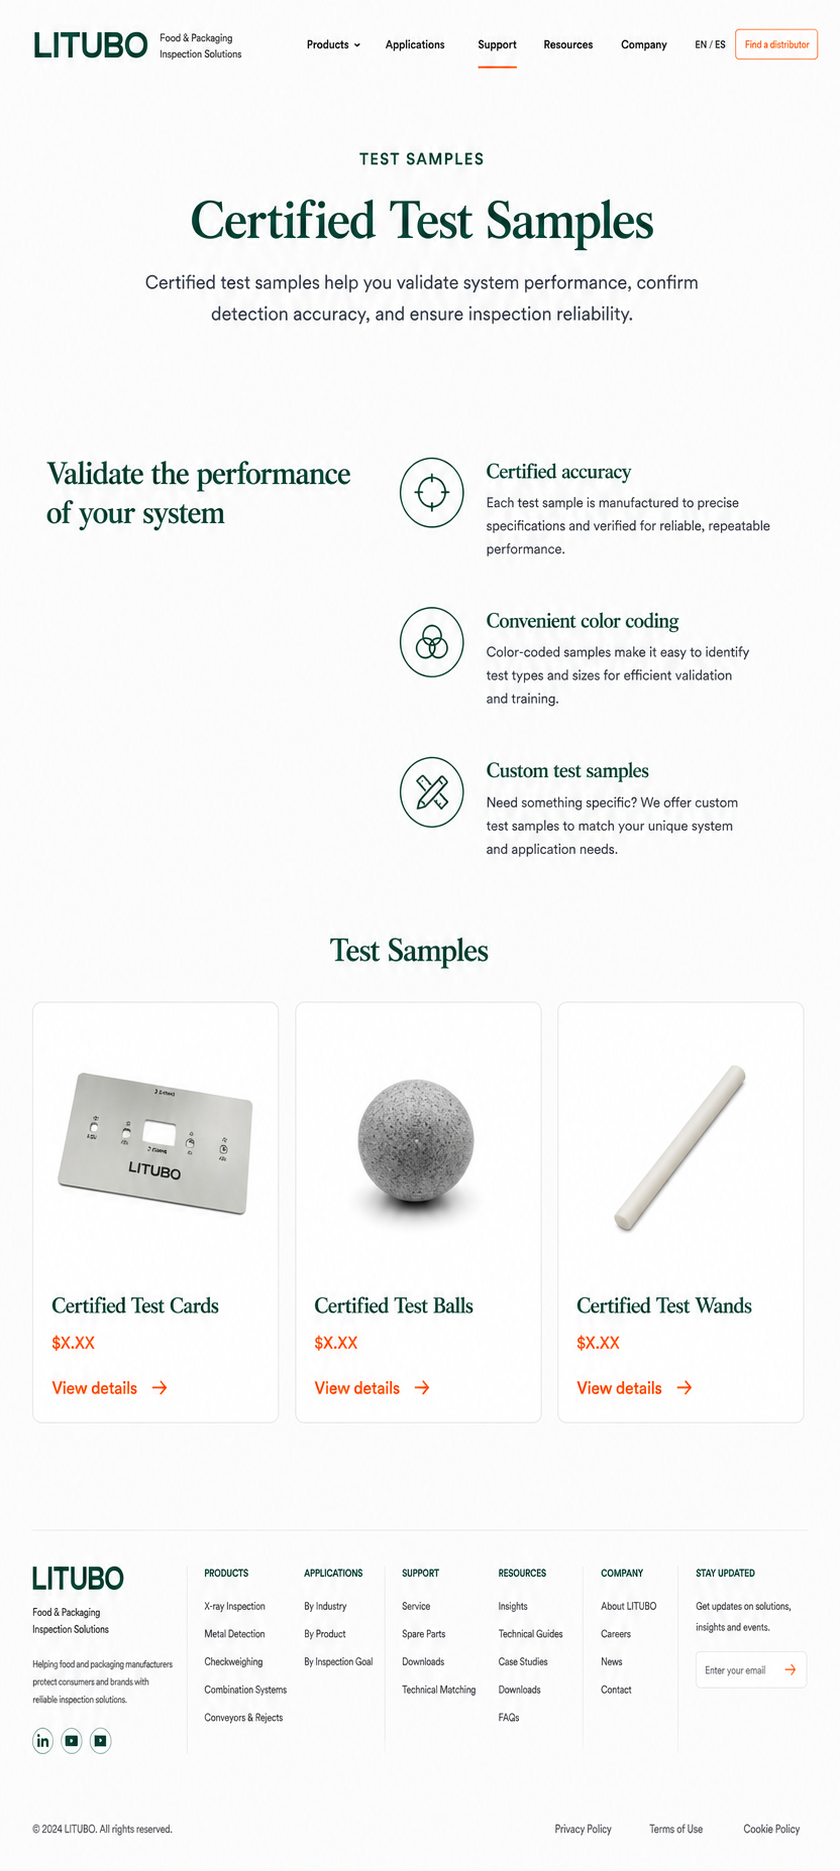 LITUBO
Food & Packaging
Inspection Solutions
Products
Applications
Support
Resources
Company
EN / ES
Find a distributor
TEST SAMPLES
Certified Test Samples
Certified test samples help you validate system performance, confirm
detection accuracy, and ensure inspection reliability.
Validate the performance
of your system
Certified accuracy
Each test sample is manufactured to precise
specifications and verified for reliable, repeatable
performance.
Convenient color coding
Color-coded samples make it easy to identify
test types and sizes for efficient validation
and training.
Custom test samples
Need something specific? We offer custom
test samples to match your unique system
and application needs.
Test Samples
LITUBO
Certified Test Cards
$X.XX
View details
Certified Test Balls
$X.XX
View details
Certified Test Wands
$X.XX
View details
LITUBO
Food & Packaging
Inspection Solutions
Helping food and packaging manufacturers
protect consumers and brands with
reliable inspection solutions.
in
PRODUCTS
X-ray Inspection
Metal Detection
Checkweighing
Combination Systems
Conveyors & Rejects
APPLICATIONS
By Industry
By Product
By Inspection Goal
SUPPORT
Service
Spare Parts
Downloads
Technical Matching
RESOURCES
Insights
Technical Guides
Case Studies
Downloads
FAQs
COMPANY
About LITUBO
Careers
News
Contact
STAY UPDATED
Get updates on solutions,
insights and events.
Enter your email
© 2024 LITUBO. All rights reserved.
Privacy Policy
Terms of Use
Cookie Policy